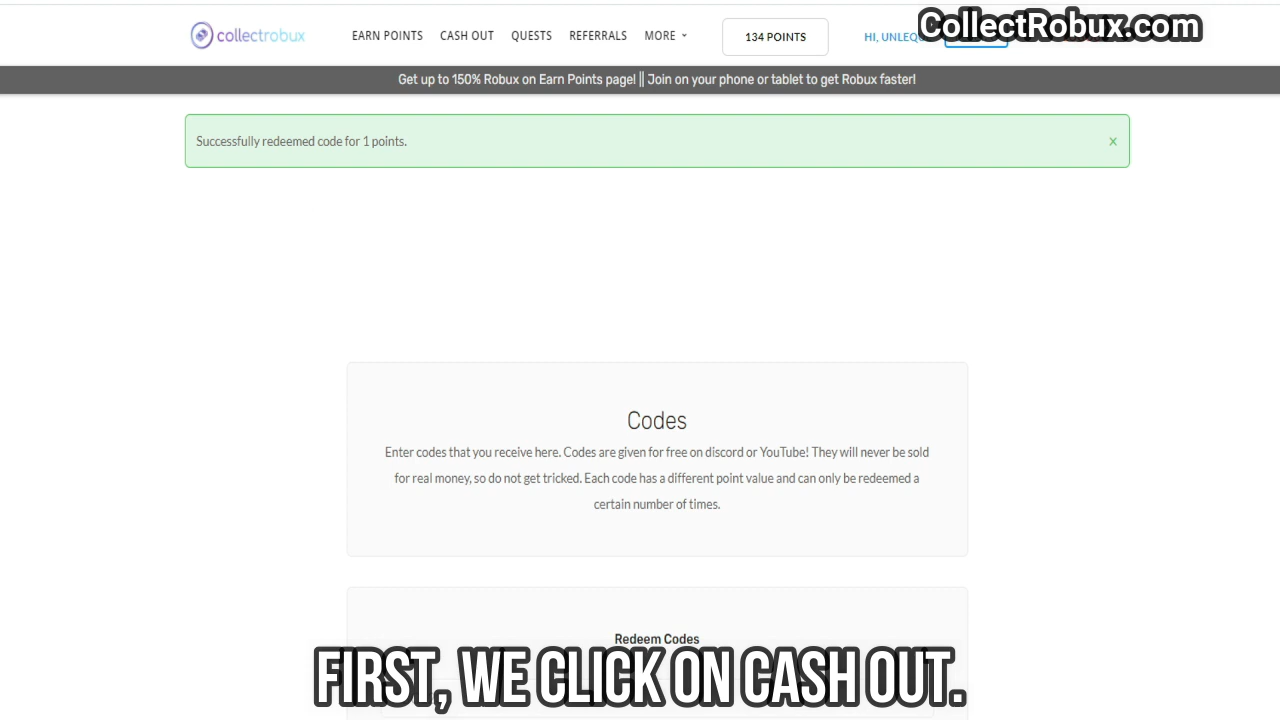 collectrobux
EARN POINTS CASH OUT QUESTS REFERRALS MORE
134 POINTS
HI, UNLEQU
CollectRobux.com
Get up to 150% Robux on Earn Points page! || Join on your phone or tablet to get Robux faster!
Successfully redeemed code for 1 points.
X
Codes
Enter codes that you receive here. Codes are given for free on discord or YouTube! They will never be sold
for real money, so do not get tricked. Each code has a different point value and can only be redeemed a
certain number of times.
Redeem Codes
FIRST, WE CLICK ON CASH OUT.